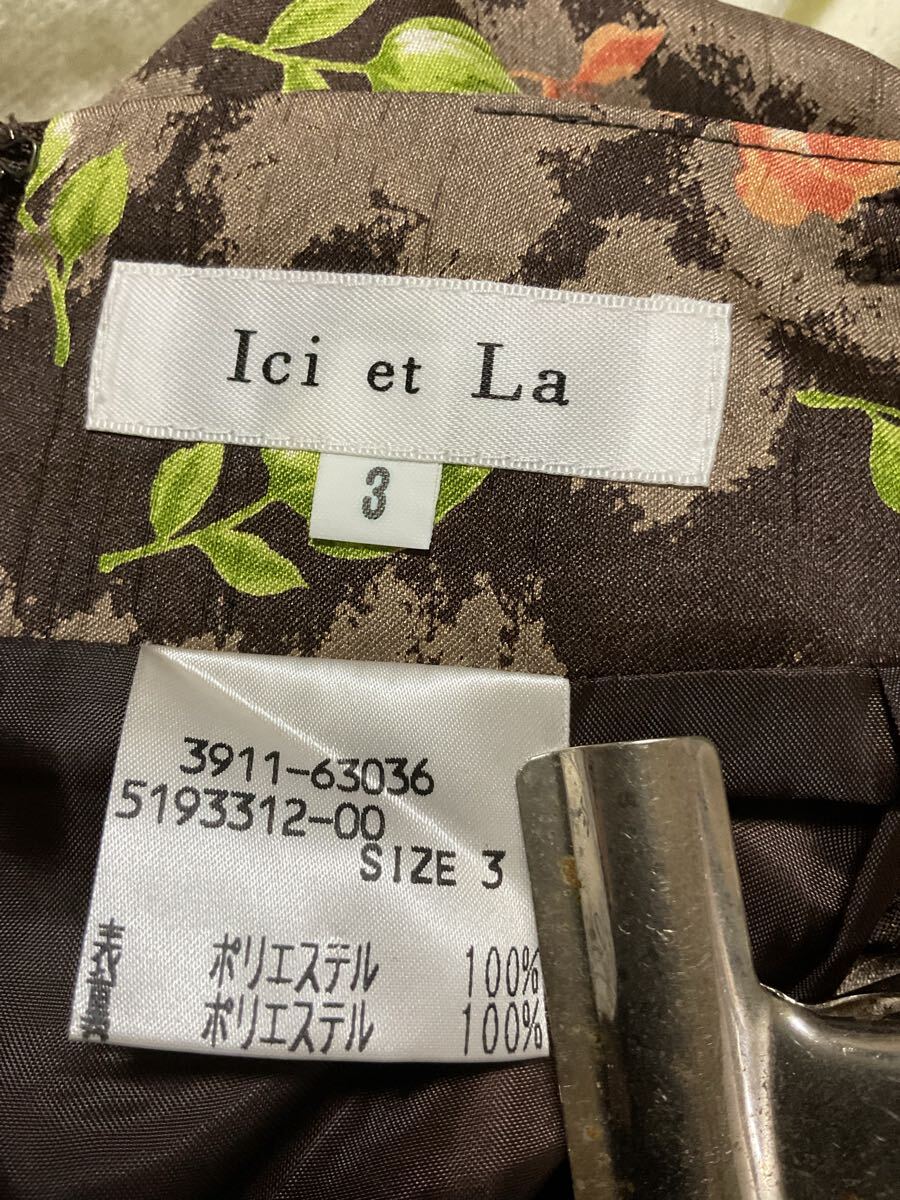 Ici et La
3
3911-63036
5193312-00
SIZE 3
表 ポリエステル 100%
ポリエステル 100%